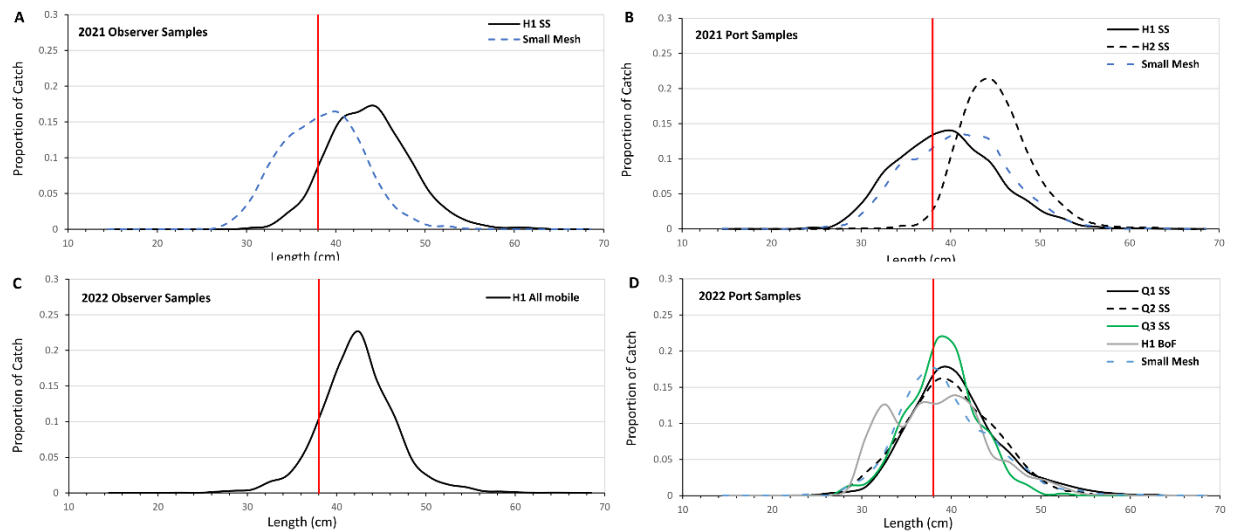 A
2021 Observer Samples
H1 SS
Small Mesh
Proportion of Catch
0.3
0.25
0.2
0.15
0.1
0.05
0
10 20 30 40 50 60 70
Length (cm)
B
2021 Port Samples
H1 SS
H2 SS
Small Mesh
Proportion of Catch
0.3
0.25
0.2
0.15
0.1
0.05
0
10 20 30 40 50 60 70
Length (cm)
C
2022 Observer Samples
H1 All mobile
Proportion of Catch
0.3
0.25
0.2
0.15
0.1
0.05
0
10 20 30 40 50 60 70
Length (cm)
D
2022 Port Samples
Q1 SS
Q2 SS
Q3 SS
H1 BoF
Small Mesh
Proportion of Catch
0.3
0.25
0.2
0.15
0.1
0.05
0
10 20 30 40 50 60 70
Length (cm)